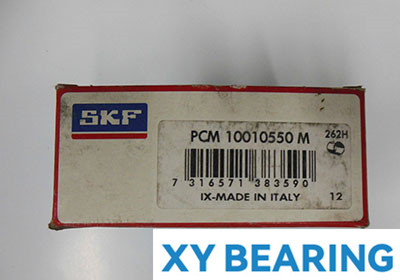 SKF
PCM 10010550 M
262H
7 316571 383590
IX-MADE IN ITALY
12
XY BEARING